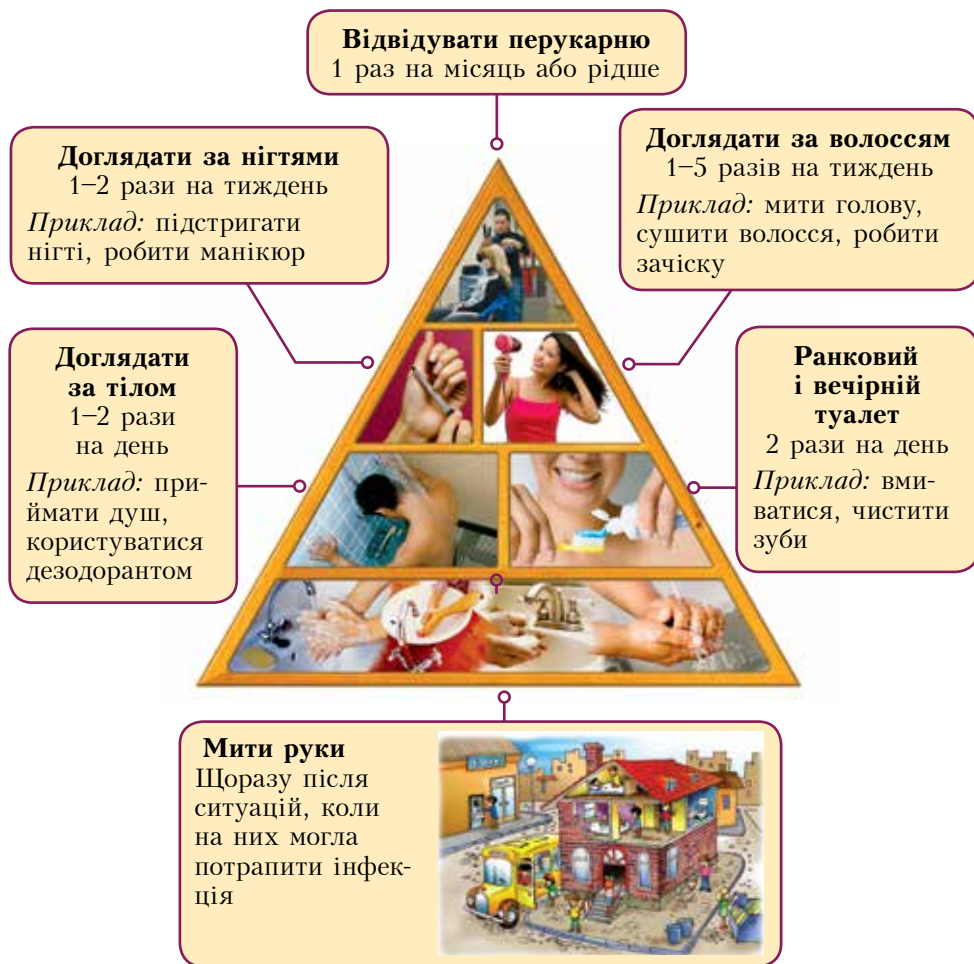 Відвідувати перукарню
1 раз на місяць або рідше
Доглядати за нігтями
1–2 рази на тиждень
Приклад: підстригати
нігті, робити манікюр
Доглядати за волоссям
1–5 разів на тиждень
Приклад: мити голову,
сушити волосся, робити
зачіску
Доглядати
за тілом
1–2 рази
на день
Приклад: при-
ймати душ,
користуватися
дезодорантом
Ранковий
і вечірній
туалет
2 рази на день
Приклад: вми-
ватися, чистити
зуби
Мити руки
Щоразу після
ситуацій, коли
на них могла
потрапити інфек-
ція